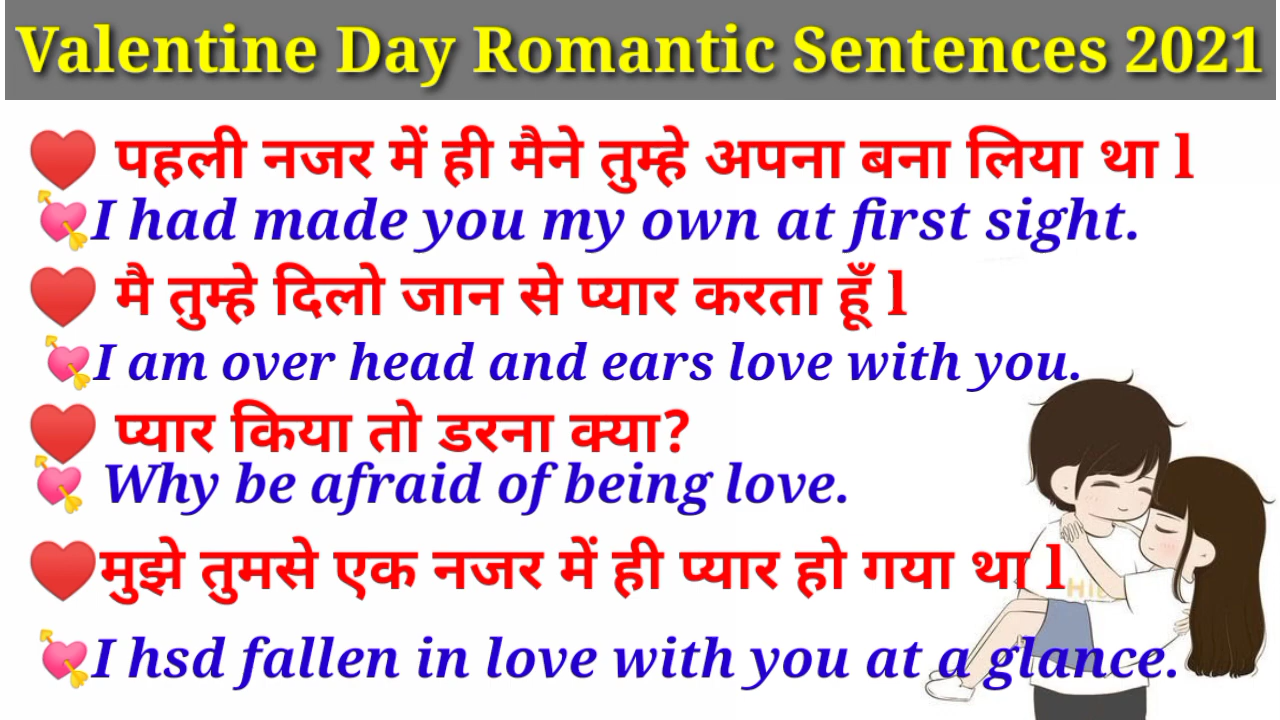 Valentine Day Romantic Sentences 2021
पहली नजर में ही मैने तुम्हे अपना बना लिया था l
I had made you my own at first sight.
मै तुम्हे दिलो जान से प्यार करता हूँ l
I am over head and ears love with you.
प्यार किया तो डरना क्या?
Why be afraid of being love.
मुझे तुमसे एक नजर में ही प्यार हो गया था l
I hsd fallen in love with you at a glance.